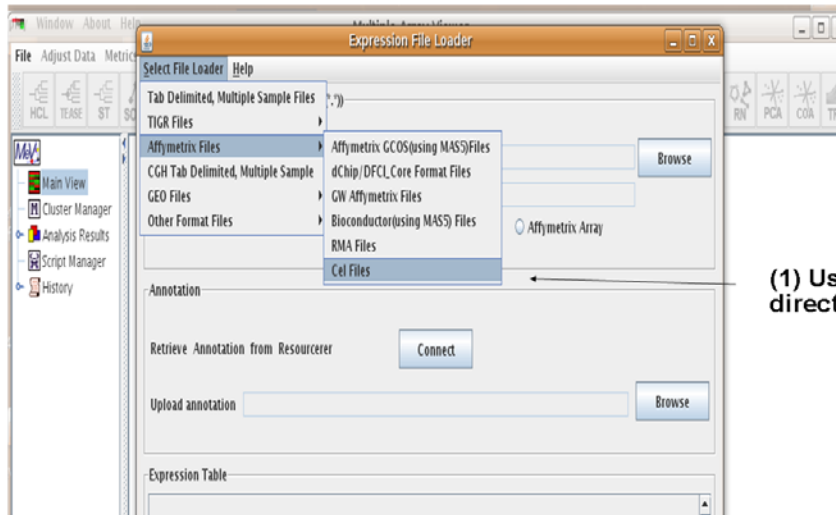 Window About Help
Multiple Array Viewer
Expression File Loader
File Adjust Data
Select File Loader Help
HCL TEASE ST
RN PCA COA
Tab Delimited, Multiple Sample Files
TIGR Files
Affymetrix Files
CGH Tab Delimited, Multiple Sample
GEO Files
Other Format Files
Affymetrix GCOS(using MAS5)Files
dChip/DFCI_Core Format Files
GW Affymetrix Files
Bioconductor(using MAS5) Files
RMA Files
Cel Files
Browse
Affymetrix Array
MeV
Main View
Cluster Manager
Analysis Results
Script Manager
History
(1) Us
direct
Annotation
Retrieve Annotation from Resourcerer
Connect
Upload annotation
Browse
Expression Table